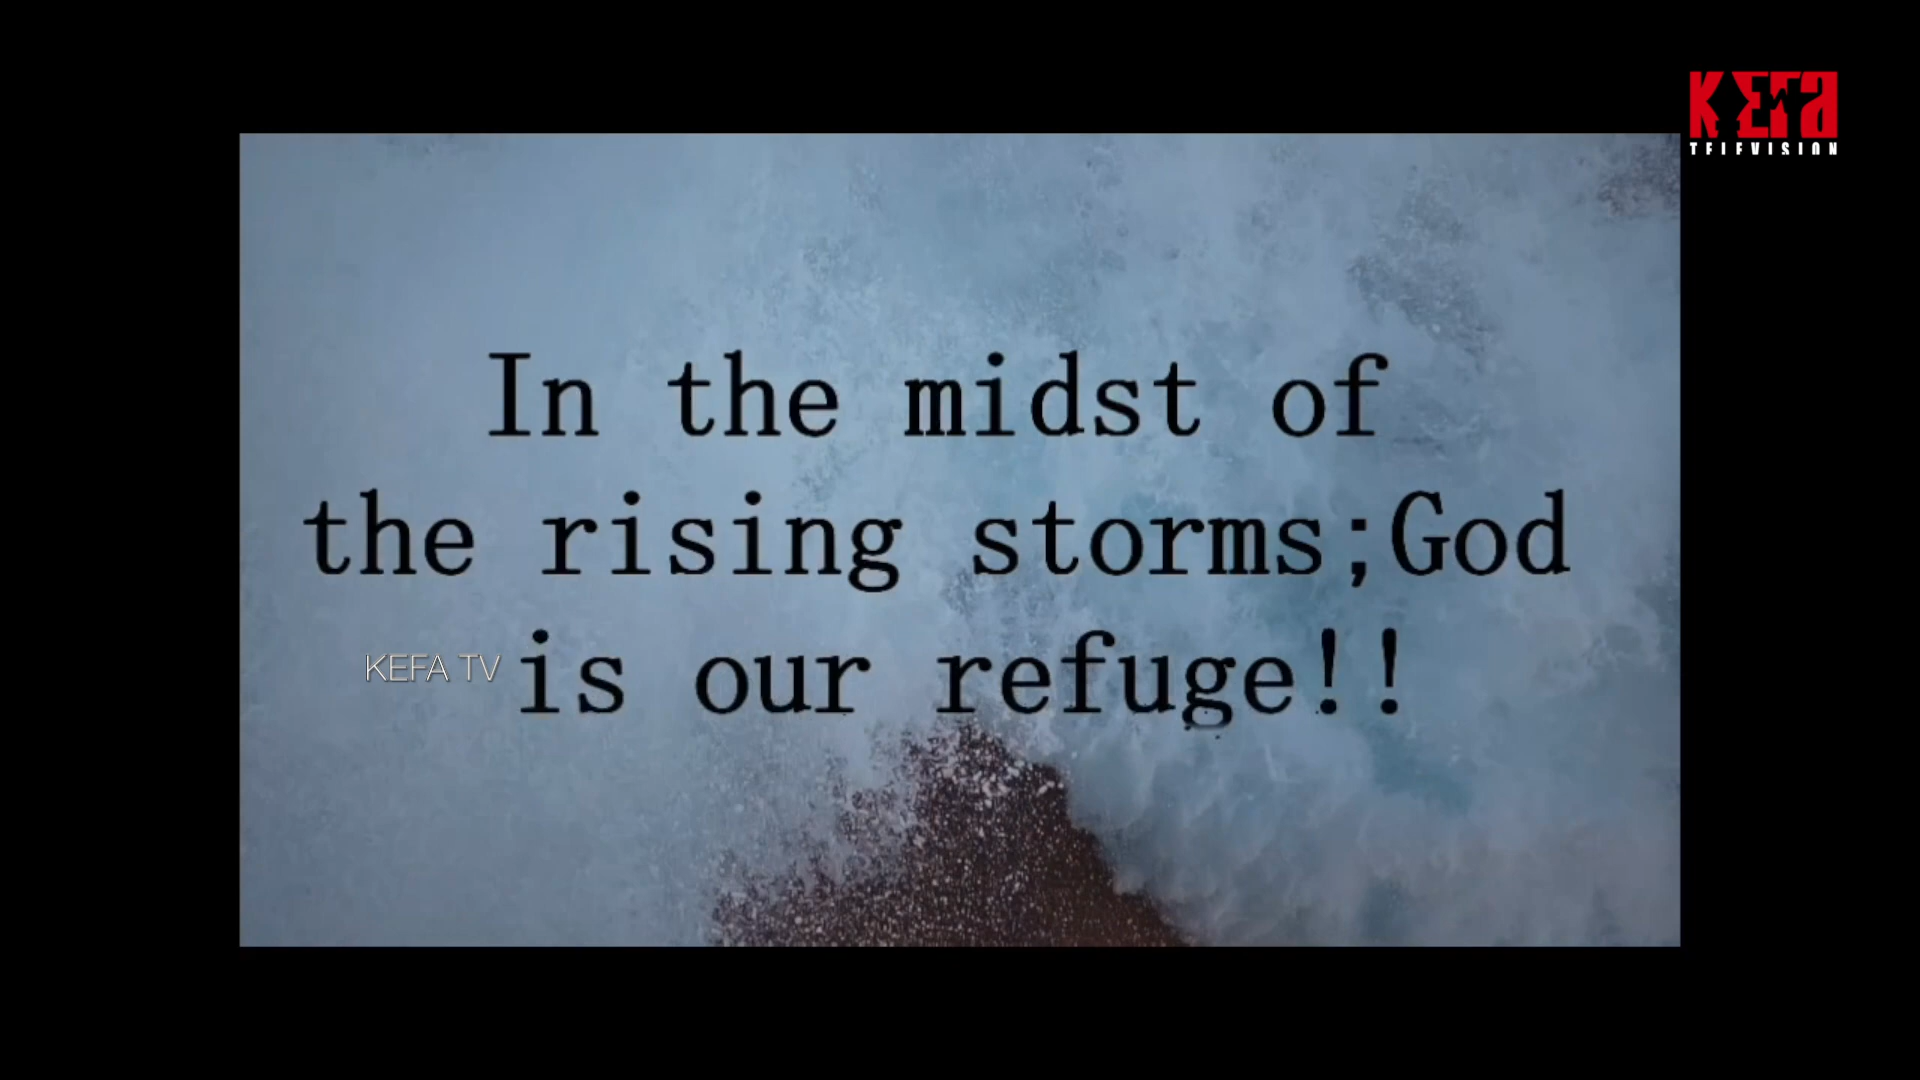 KEFA
TELEVISION
In the midst of
the rising storms;God
is our refuge!!
KEFA TV